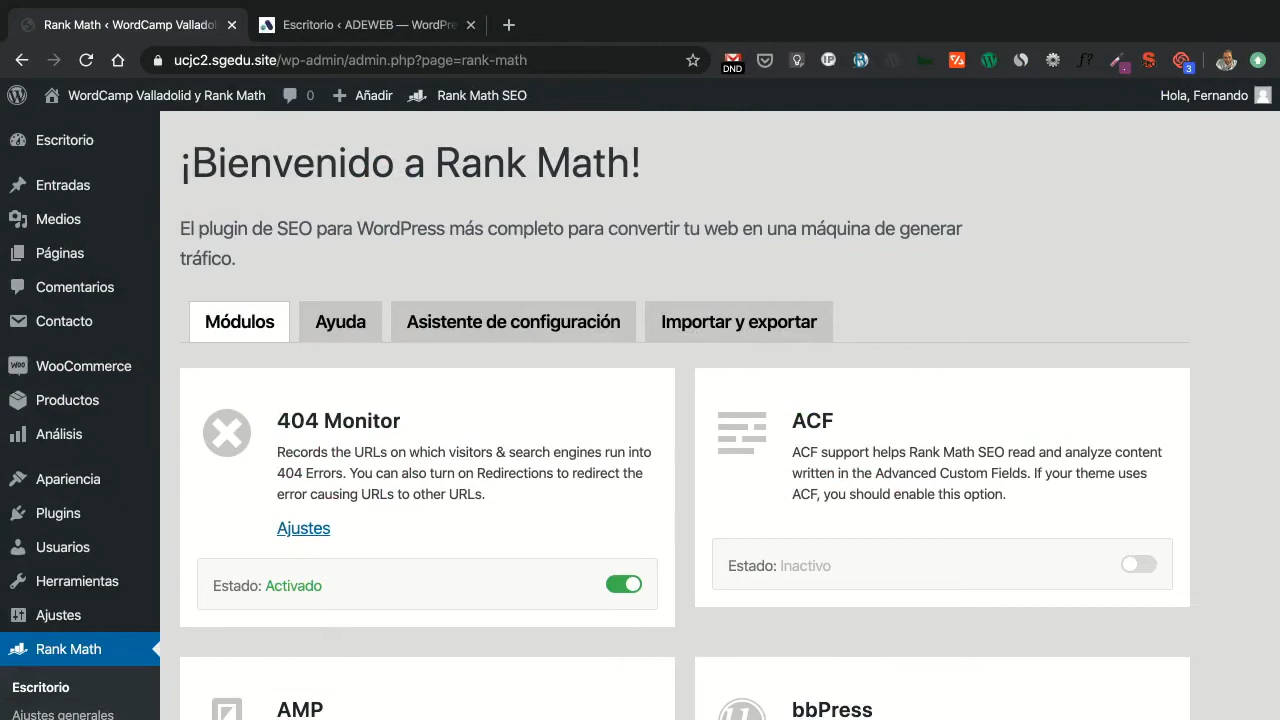 Rank Math ‹ WordCamp Valladol
Escritorio ‹ ADEWEB — WordPre
ucjc2.sgedu.site/wp-admin/admin.php?page=rank-math
DND
3
WordCamp Valladolid y Rank Math
0
Añadir
Rank Math SEO
Hola, Fernando
Escritorio
Entradas
Medios
Páginas
Comentarios
Contacto
WooCommerce
Productos
Análisis
Apariencia
Plugins
Usuarios
Herramientas
Ajustes
Rank Math
Escritorio
Ajustes generales
¡Bienvenido a Rank Math!
El plugin de SEO para WordPress más completo para convertir tu web en una máquina de generar
tráfico.
Módulos
Ayuda
Asistente de configuración
Importar y exportar
404 Monitor
Records the URLs on which visitors & search engines run into
404 Errors. You can also turn on Redirections to redirect the
error causing URLs to other URLs.
Ajustes
Estado: Activado
ACF
ACF support helps Rank Math SEO read and analyze content
written in the Advanced Custom Fields. If your theme uses
ACF, you should enable this option.
Estado: Inactivo
AMP
bbPress